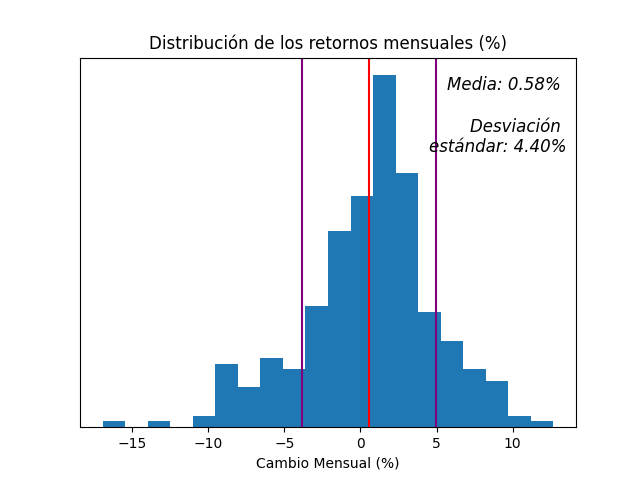 Distribución de los retornos mensuales (%)
Media: 0.58%
Desviación
estándar: 4.40%
−15
−10
−5
0
5
10
Cambio Mensual (%)